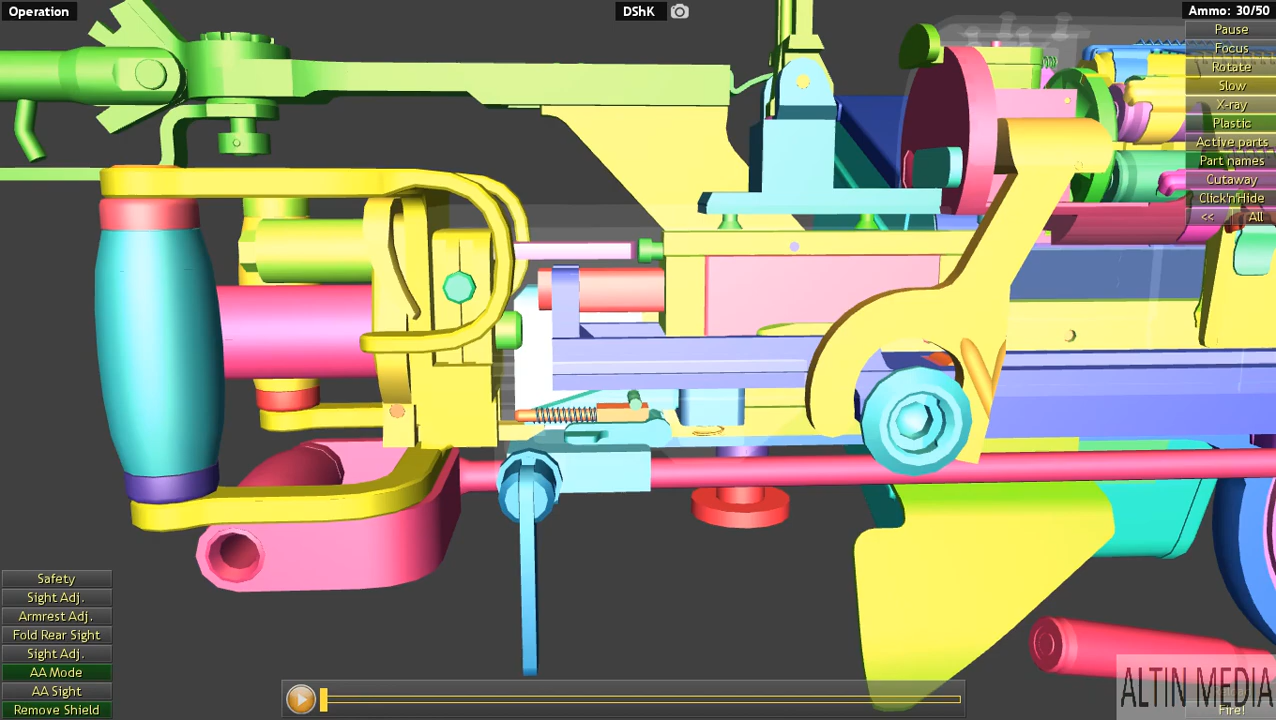 Operation
DShK
Ammo: 30/50
Pause
Focus
Rotate
Slow
X-ray
Plastic
Active parts
Part names
Cutaway
Click'n'Hide
<< All
Safety
Sight Adj.
Armrest Adj.
Fold Rear Sight
Sight Adj.
AA Mode
AA Sight
Remove Shield
ALTIN MEDIA
Fire!